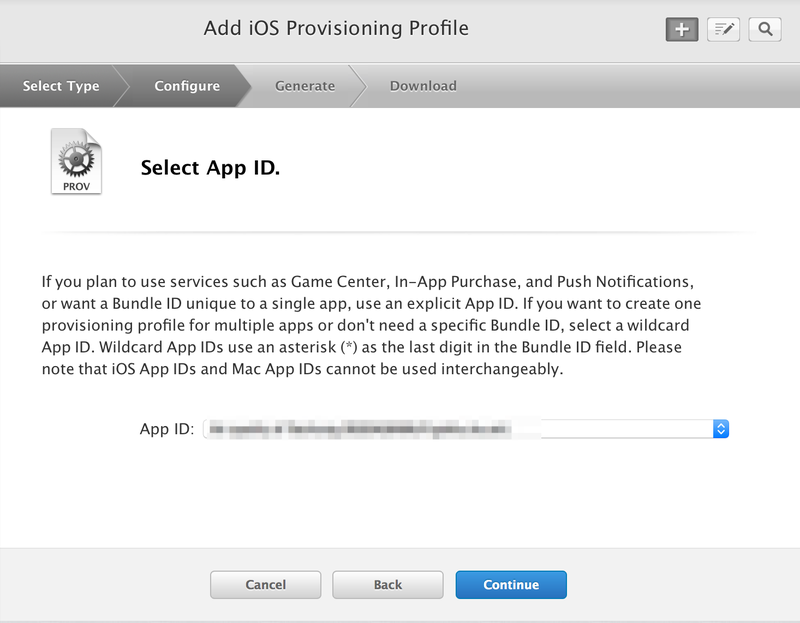 Add iOS Provisioning Profile
Select Type
Configure
Generate
Download
PROV
Select App ID.
If you plan to use services such as Game Center, In-App Purchase, and Push Notifications,
or want a Bundle ID unique to a single app, use an explicit App ID. If you want to create one
provisioning profile for multiple apps or don't need a specific Bundle ID, select a wildcard
App ID. Wildcard App IDs use an asterisk (*) as the last digit in the Bundle ID field. Please
note that iOS App IDs and Mac App IDs cannot be used interchangeably.
App ID:
Cancel
Back
Continue